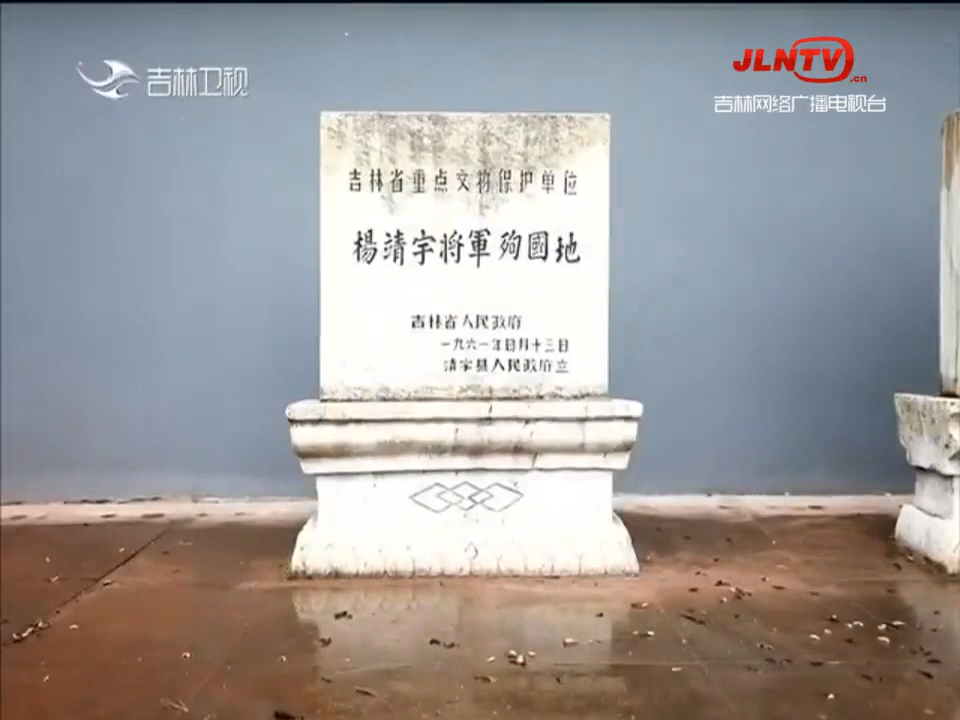 吉林卫视
JLNTV.cn
吉林网络广播电视台
吉林省重点文物保护单位
楊靖宇将軍殉國地
吉林省人民政府
一九六一年四月十三日
靖宇县人民政府立